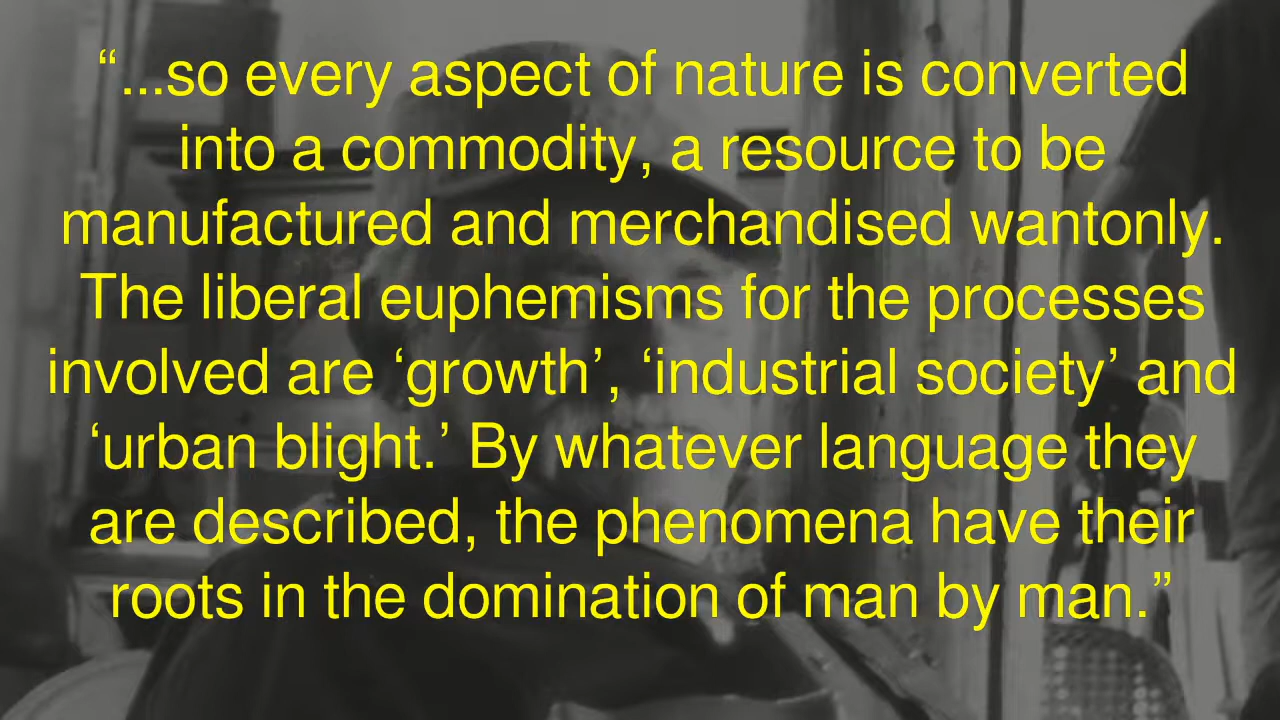 “...so every aspect of nature is converted
into a commodity, a resource to be
manufactured and merchandised wantonly.
The liberal euphemisms for the processes
involved are ‘growth’, ‘industrial society’ and
‘urban blight.’ By whatever language they
are described, the phenomena have their
roots in the domination of man by man.”